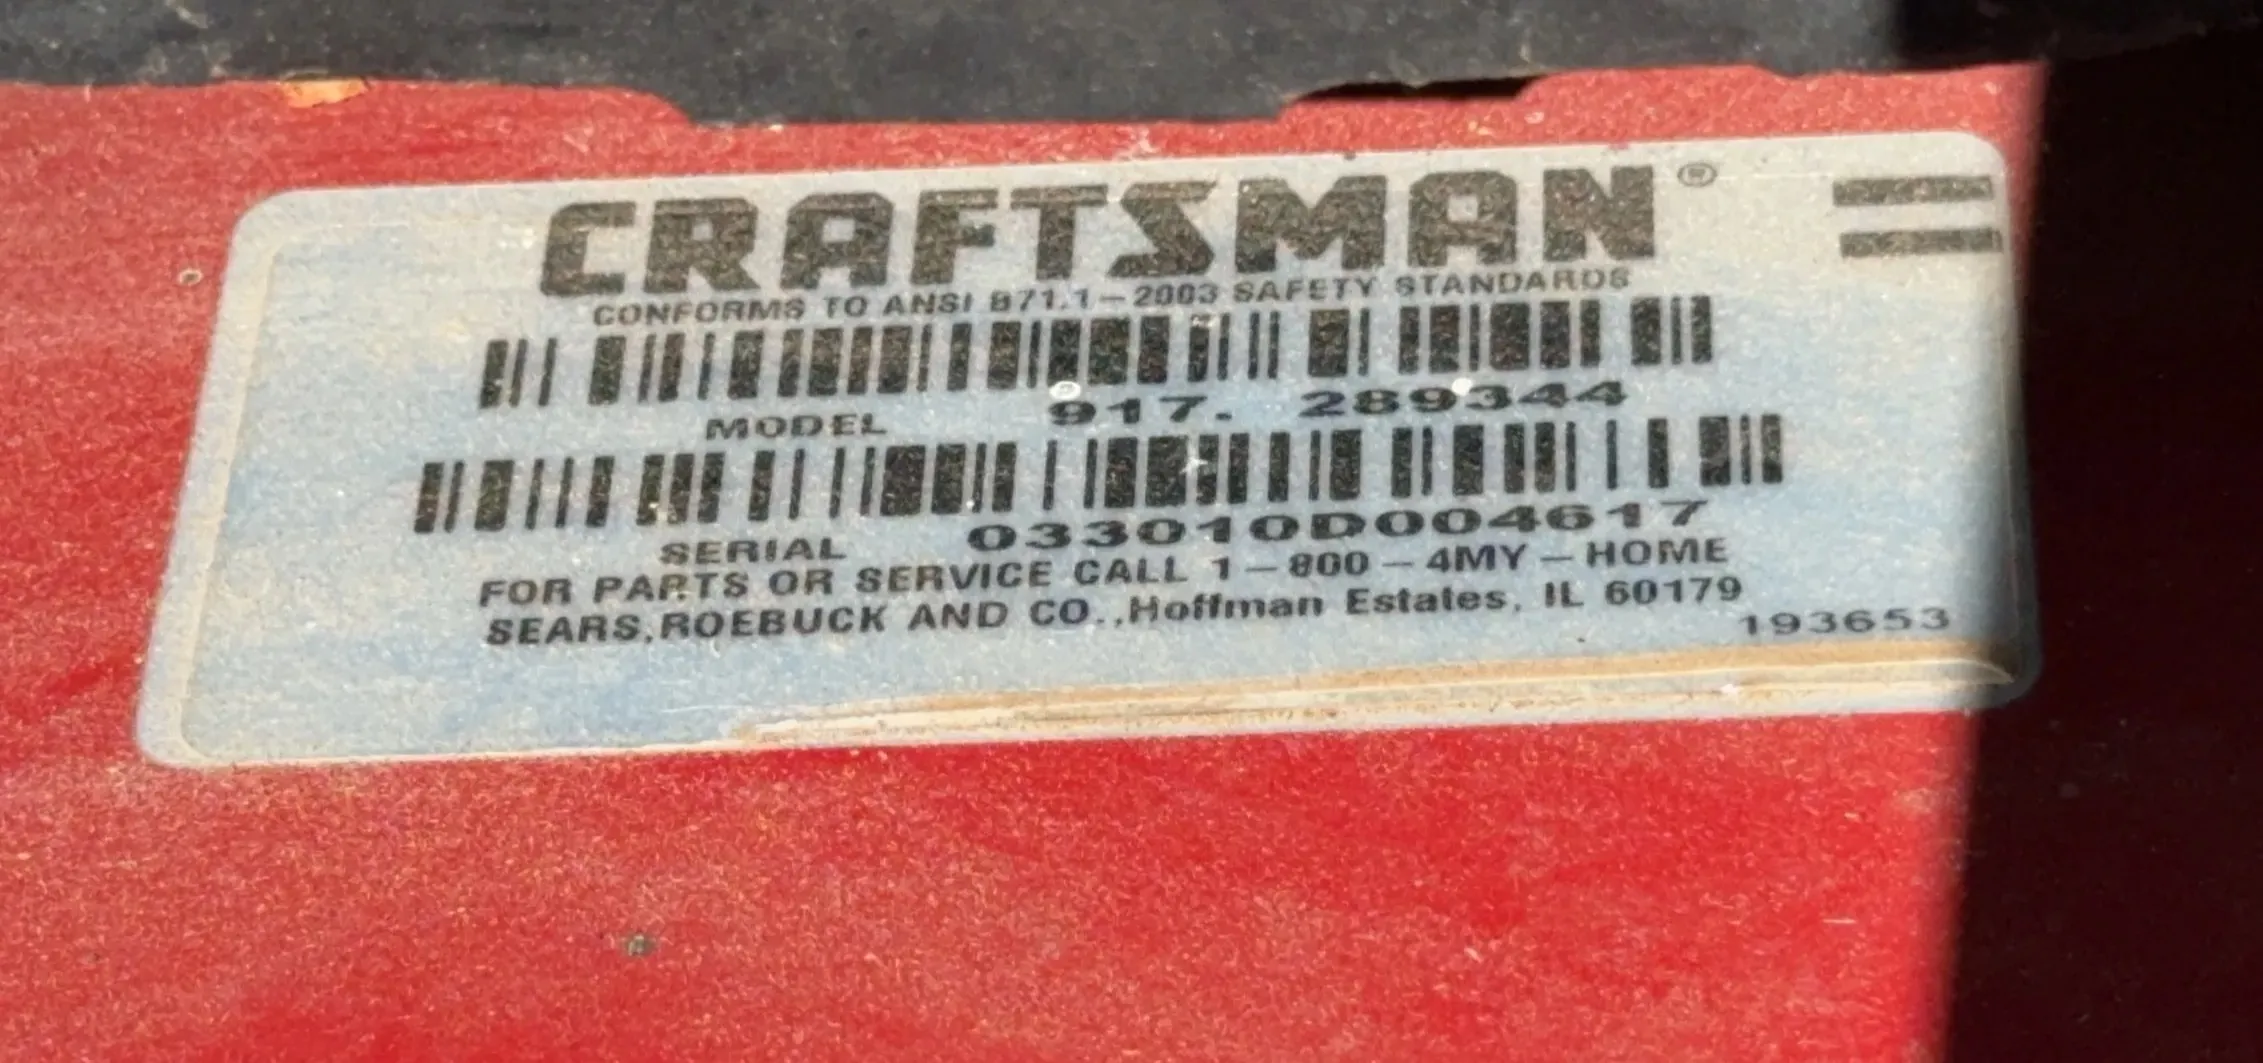 CRAFTSMAN®
CONFORMS TO ANSI B71.1-2003 SAFETY STANDARDS
MODEL 917. 289344
SERIAL 033010D004617
FOR PARTS OR SERVICE CALL 1-800-4MY-HOME
SEARS,ROEBUCK AND CO.,Hoffman Estates, IL 60179
193653